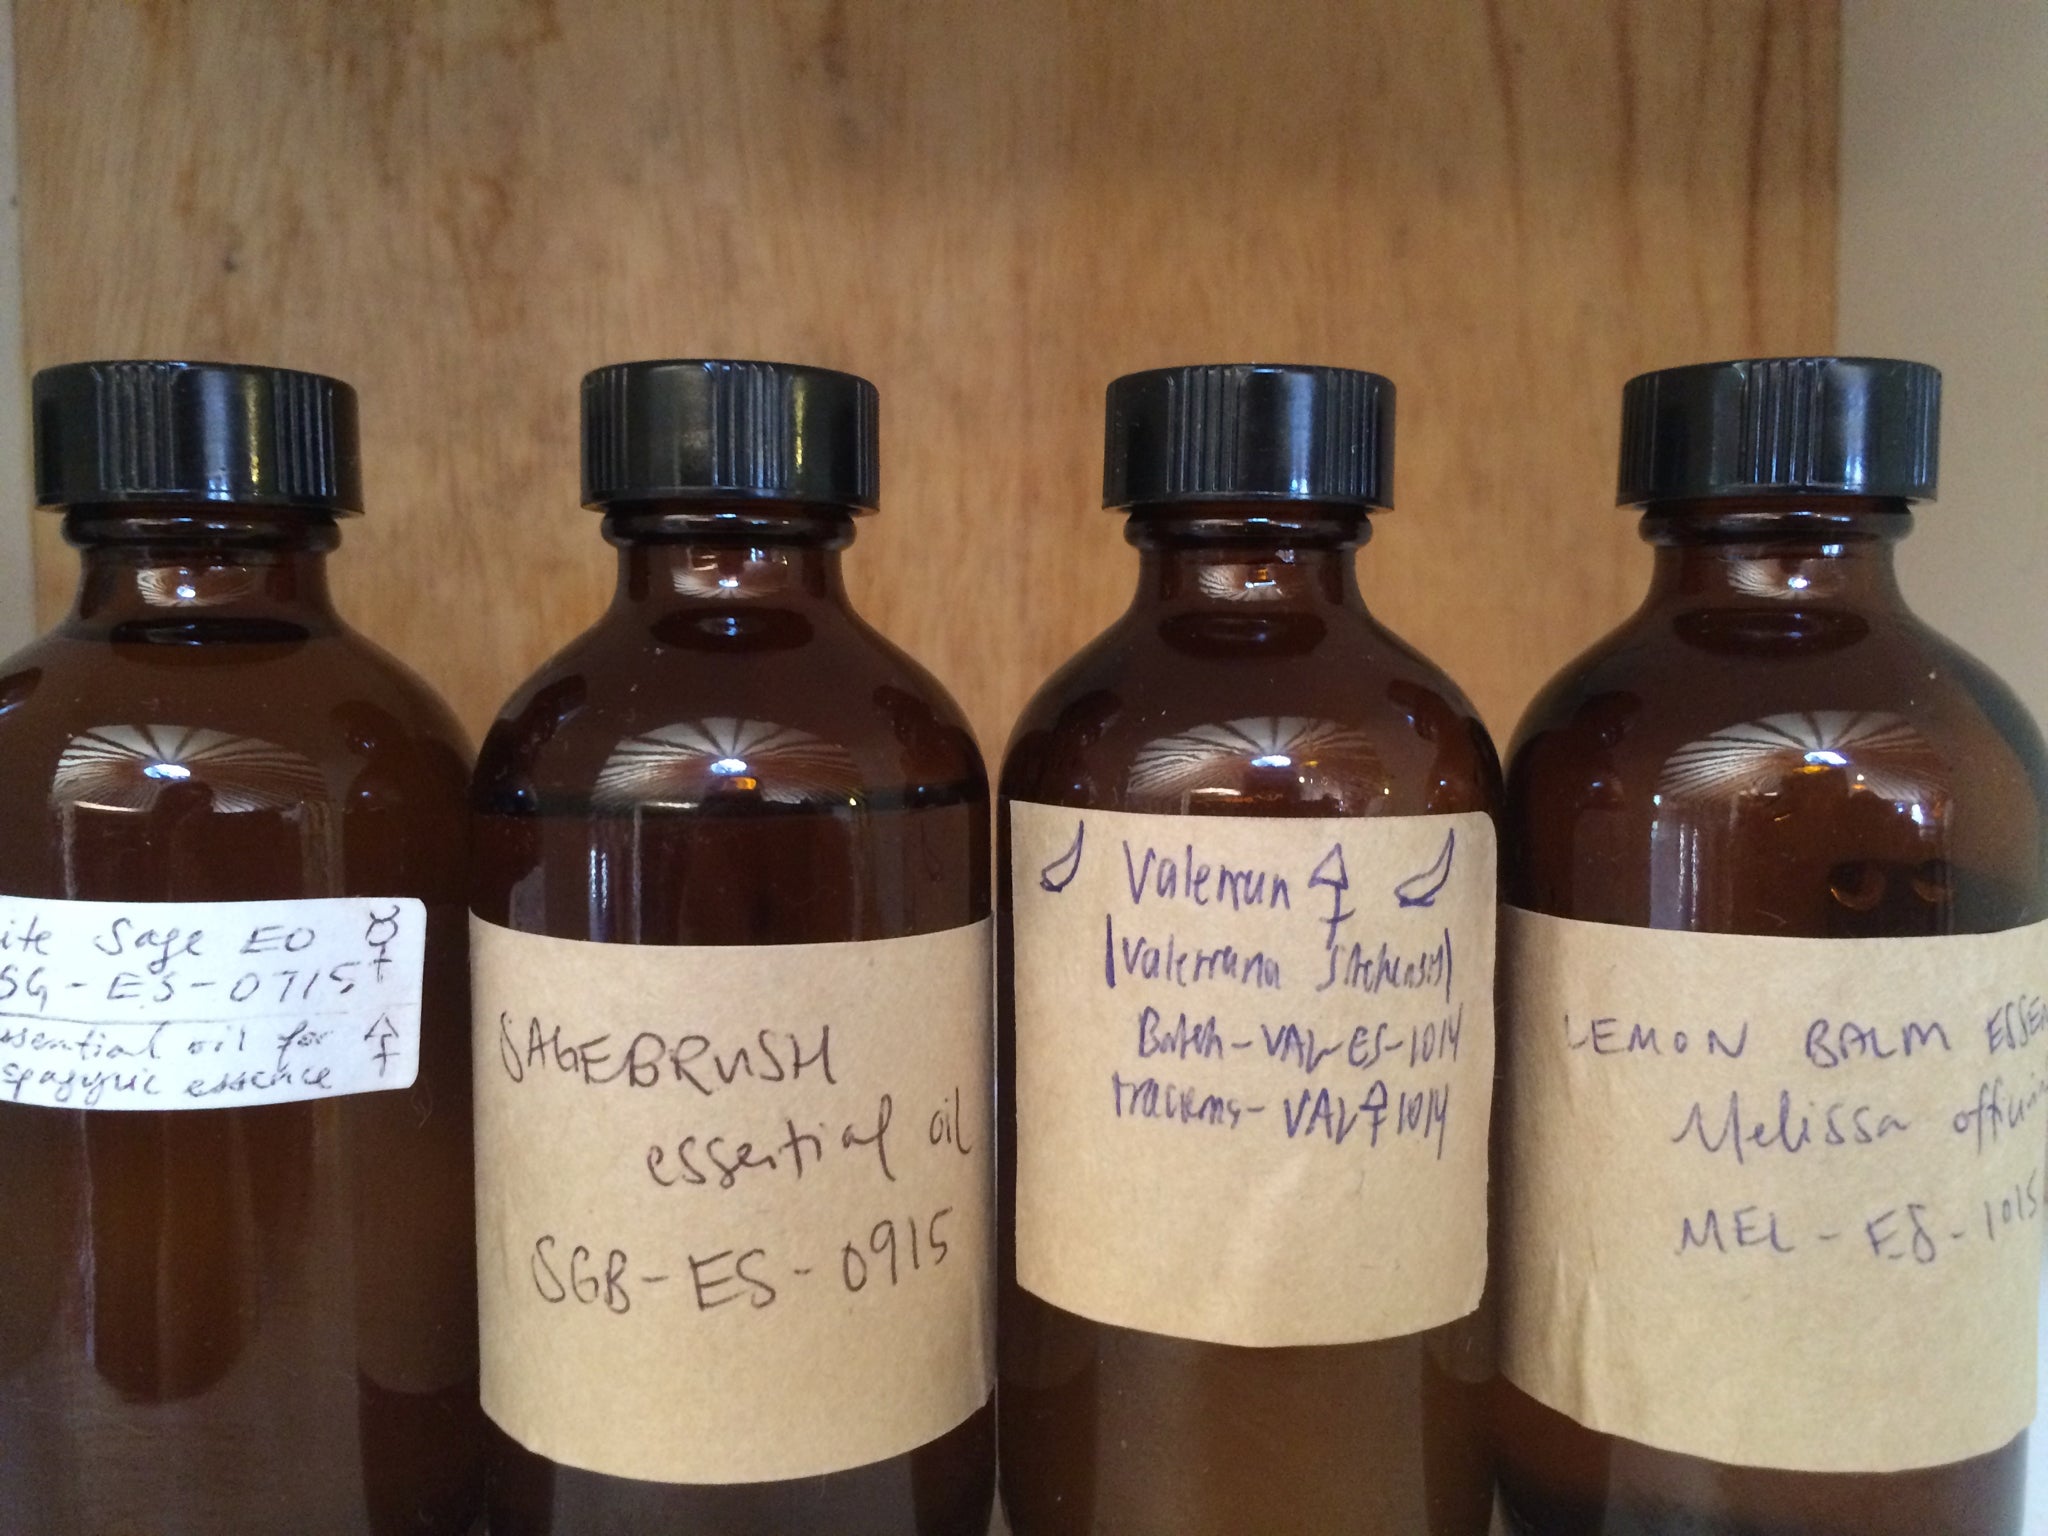 ite Sage EO ☿
SG-ES-0715
ssential oil for 🜍
spagyric essence
SAGEBRUSH
essential oil
SGB-ES-0915
Valerian 🜍
(Valeriana Sitchensis)
Batch-VAL-ES-1014
VAL🜍1014
LEMON BALM ESSEN
Melissa officin
MEL-ES-1015